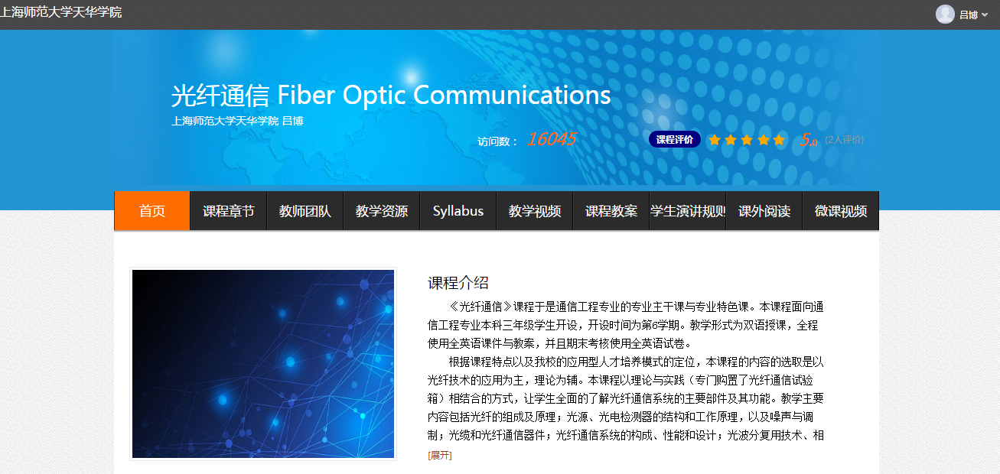 上海师范大学天华学院
吕博
光纤通信 Fiber Optic Communications
上海师范大学天华学院 吕博
访问数： 16045
课程评价 5.0 (2人评价)
首页 课程章节 教师团队 教学资源 Syllabus 教学视频 课程教案 学生演讲规则 课外阅读 微课视频
课程介绍
《光纤通信》课程于是通信工程专业的专业主干课与专业特色课。本课程面向通
信工程专业本科三年级学生开设，开设时间为第6学期。教学形式为双语授课，全程
使用全英语课件与教案，并且期末考核使用全英语试卷。
根据课程特点以及我校的应用型人才培养模式的定位，本课程的内容的选取是以
光纤技术的应用为主，理论为铺。本课程以理论与实践（专门购置了光纤通信试验
箱）相结合的方式，让学生全面的了解光纤通信系统的主要部件及其功能。教学主要
内容包括光纤的组成及原理；光源、光电检测器的结构和工作原理，以及噪声与调
制；光缆和光纤通信器件；光纤通信系统的构成、性能和设计；光波分复用技术、相
[展开]